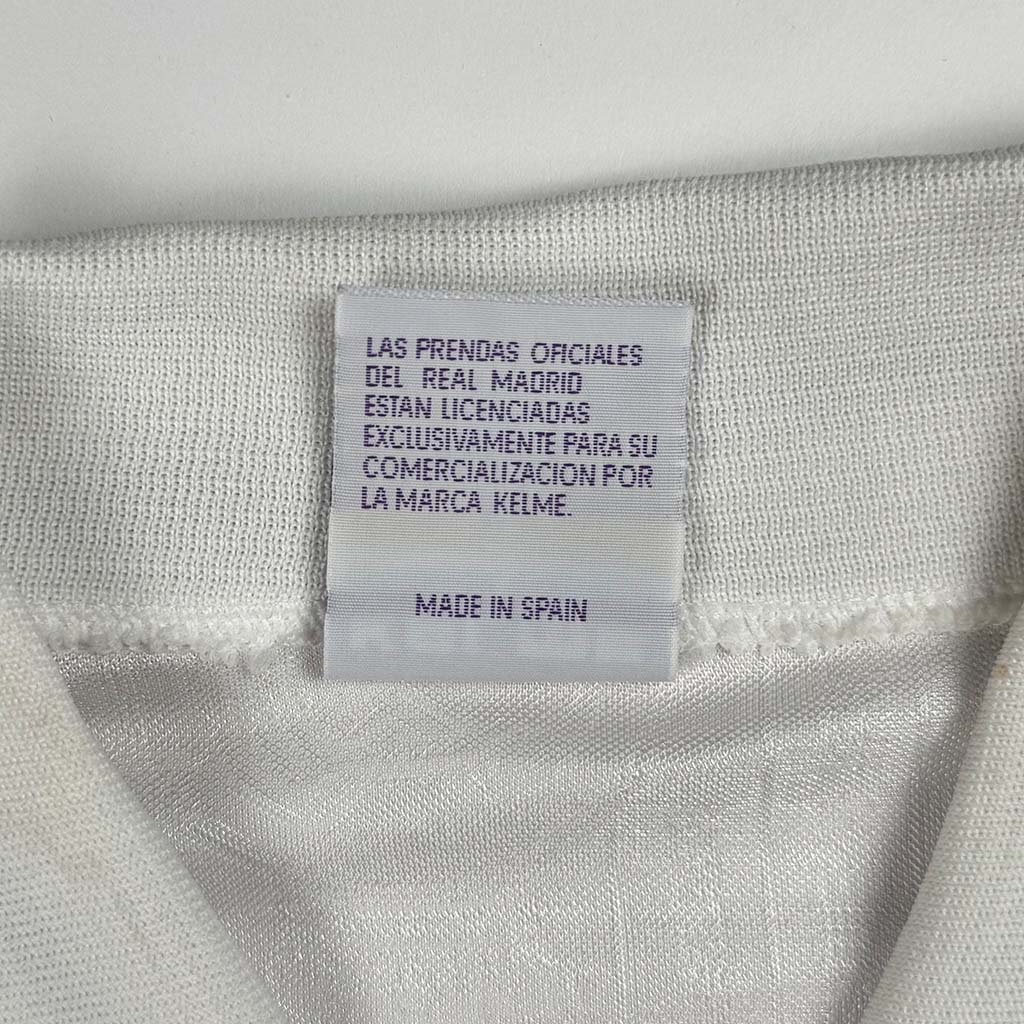 LAS PRENDAS OFICIALES
DEL REAL MADRID
ESTAN LICENCIADAS
EXCLUSIVAMENTE PARA SU
COMERCIALIZACION POR
LA MARCA KELME.
MADE IN SPAIN